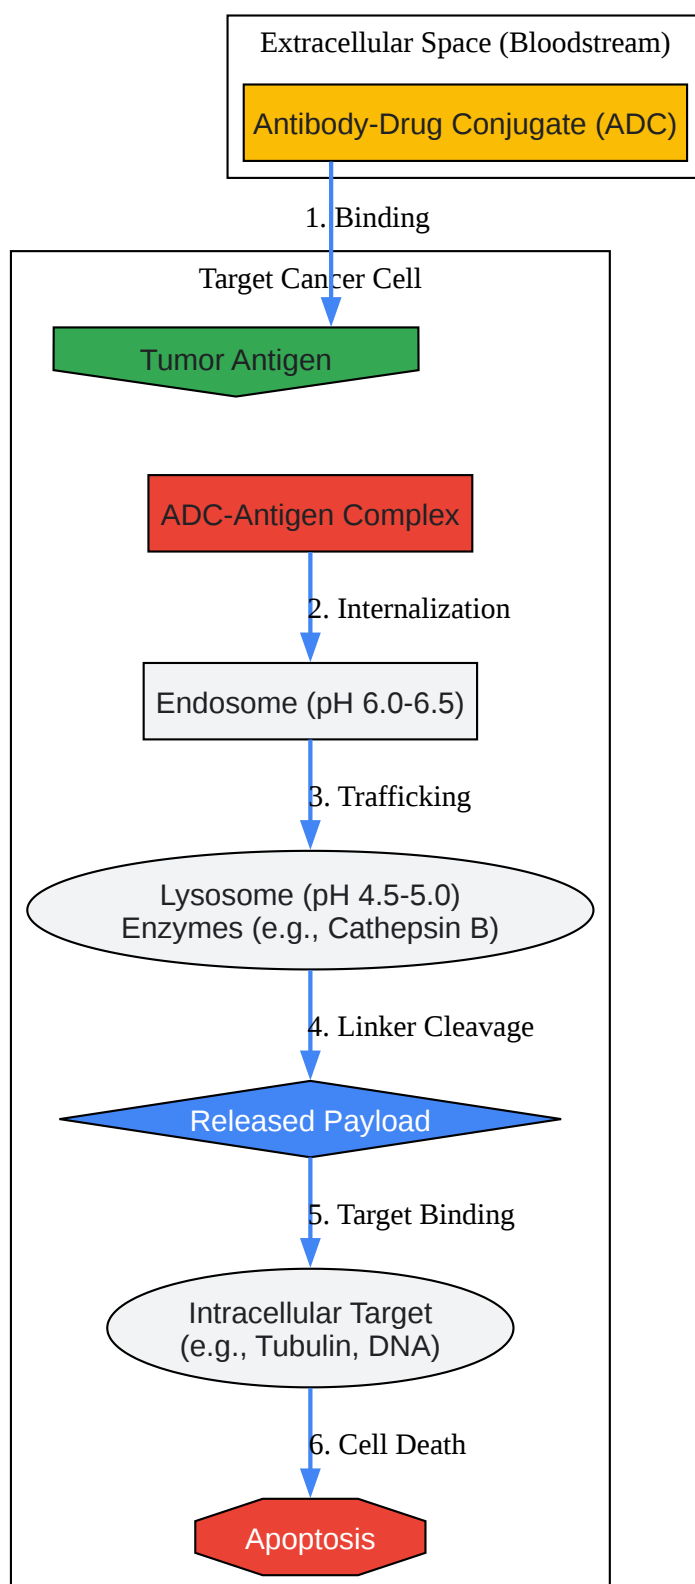 Extracellular Space (Bloodstream)
Antibody-Drug Conjugate (ADC)
1. Binding
Target Cancer Cell
Tumor Antigen
ADC-Antigen Complex
2. Internalization
Endosome (pH 6.0-6.5)
3. Trafficking
Lysosome (pH 4.5-5.0)
Enzymes (e.g., Cathepsin B)
4. Linker Cleavage
Released Payload
5. Target Binding
Intracellular Target
(e.g., Tubulin, DNA)
6. Cell Death
Apoptosis